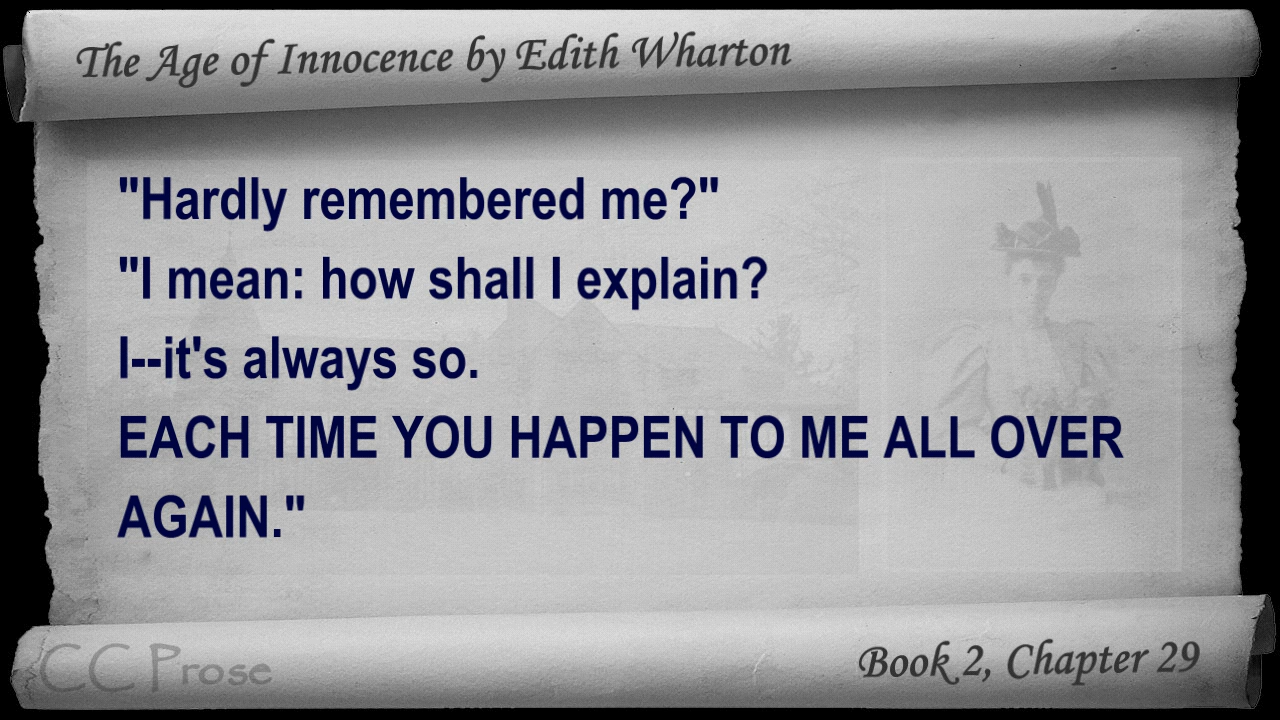 The Age of Innocence by Edith Wharton
"Hardly remembered me?"
"I mean: how shall I explain?
I--it's always so.
EACH TIME YOU HAPPEN TO ME ALL OVER
AGAIN."
CC Prose
Book 2, Chapter 29